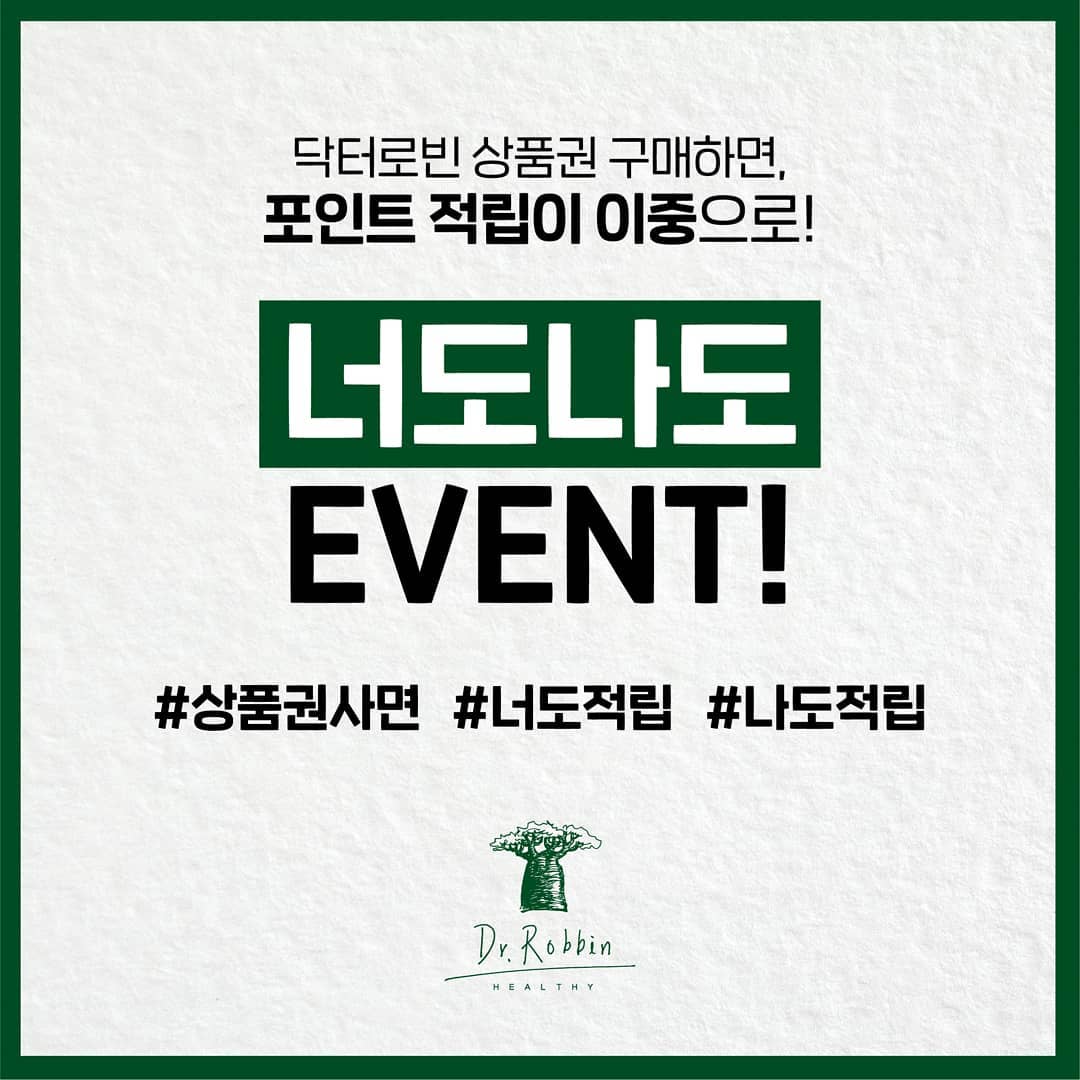 닥터로빈 상품권 구매하면,
포인트 적립이 이중으로!
너도나도
EVENT!
#상품권사면 #너도적립 #나도적립
Dr. Robbin
HEALTHY